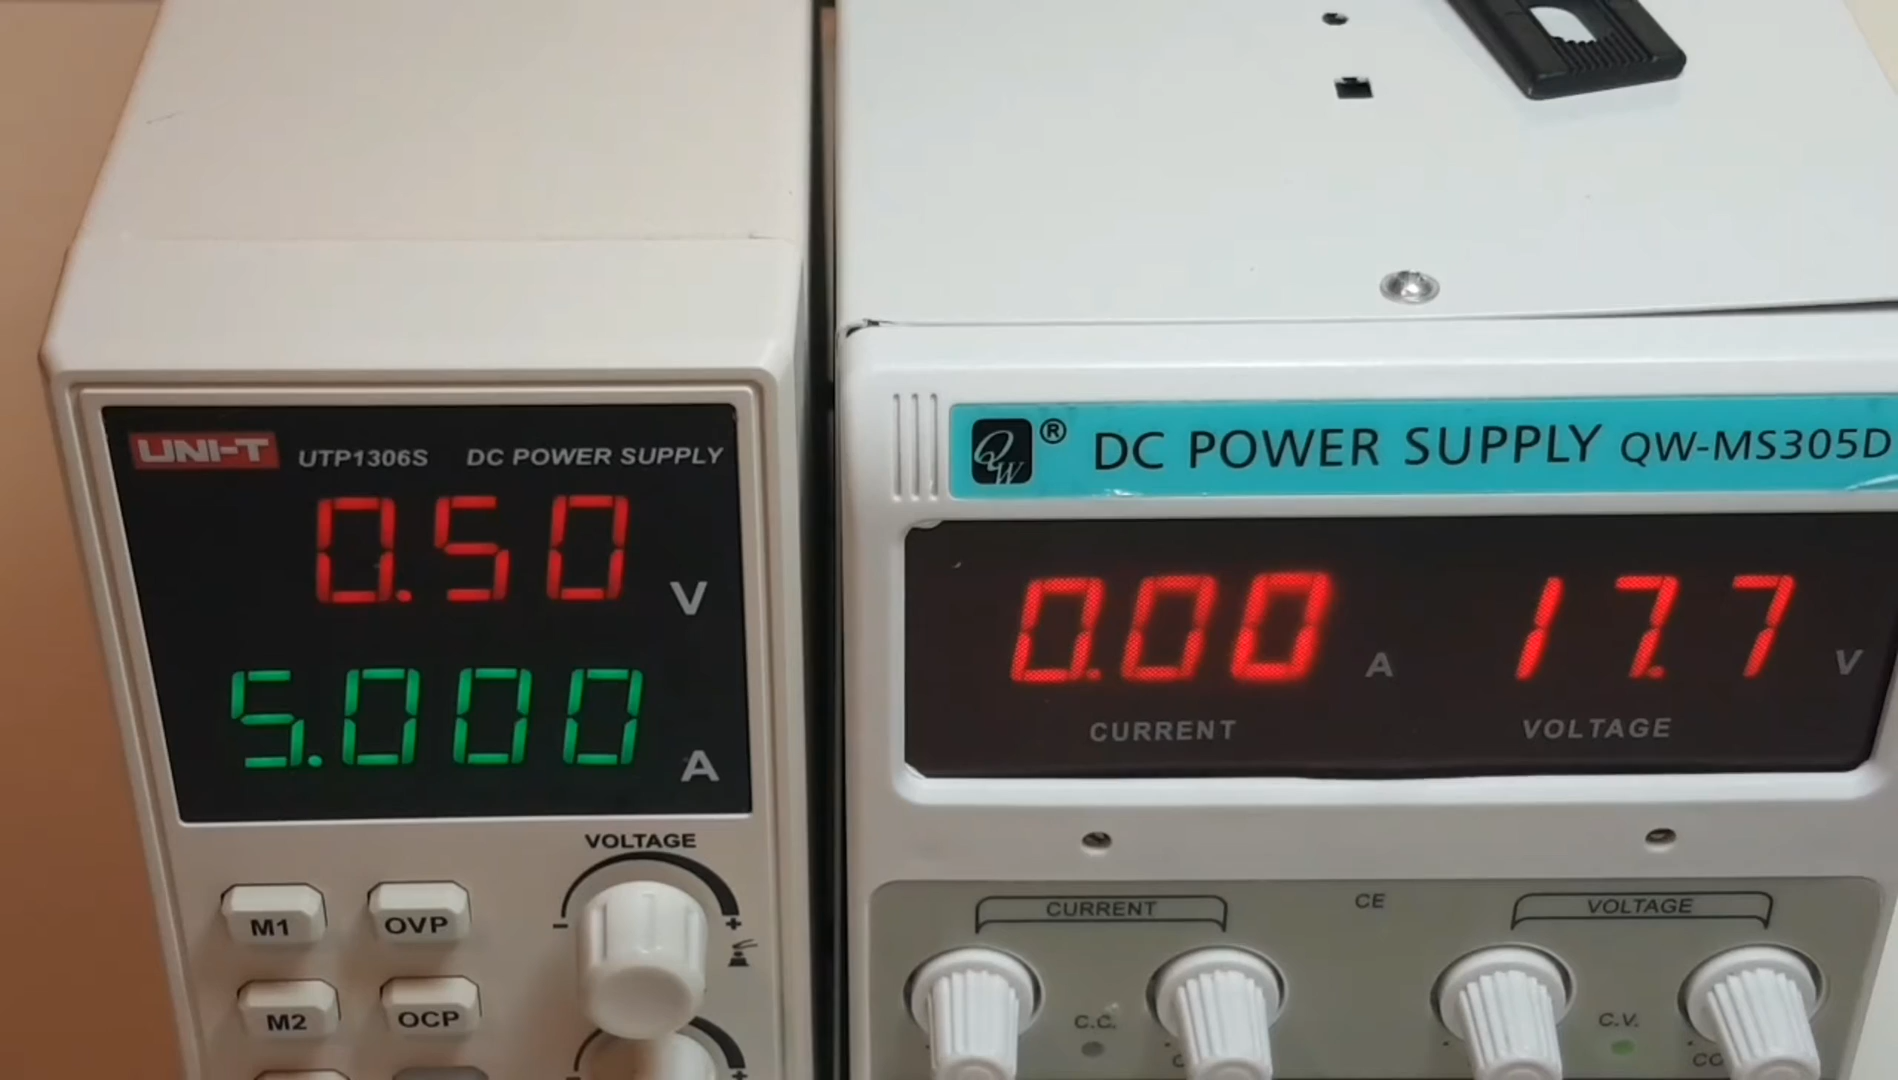 UNI-T UTP1306S DC POWER SUPPLY
0.50 V
5.000 A
VOLTAGE
- +
M1 OVP
M2 OCP
- +
QW ® DC POWER SUPPLY QW-MS305D
0.00 A 17.7 V
CURRENT VOLTAGE
CURRENT CE VOLTAGE
C.C. C.V.